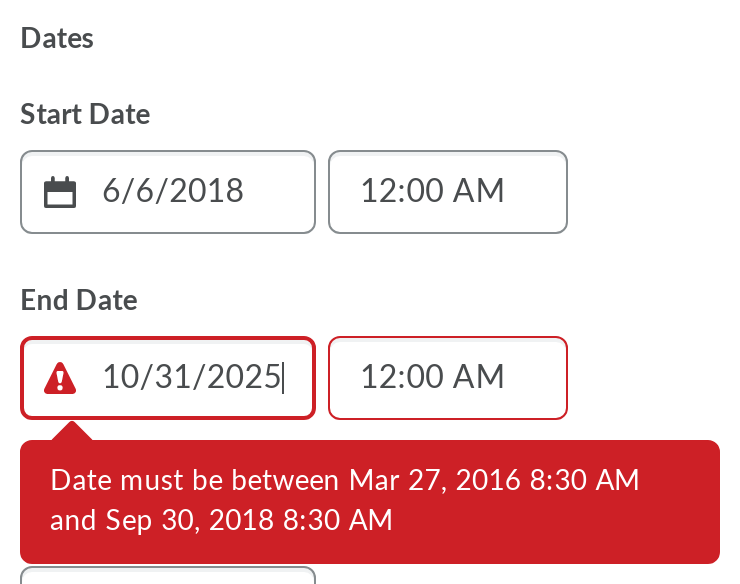 Dates
Start Date
6/6/2018 12:00 AM
End Date
10/31/2025 12:00 AM
Date must be between Mar 27, 2016 8:30 AM
and Sep 30, 2018 8:30 AM